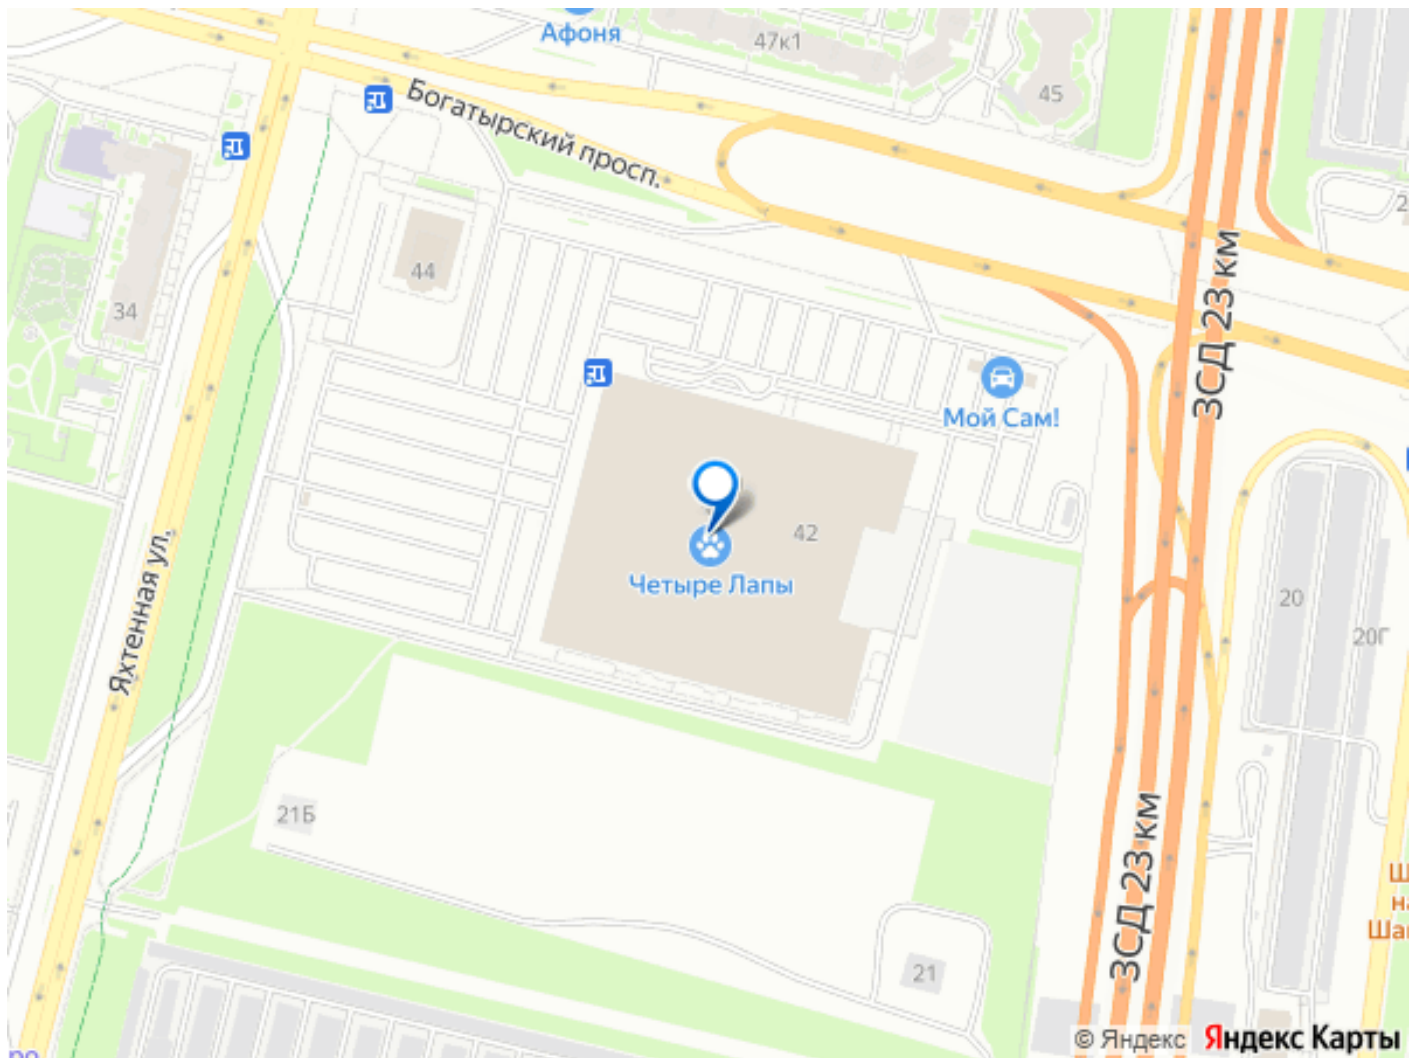 Афоня
47к1
45
Богатырский просп.
44
34
ЗСД 23 км
Мой Сам!
42
Четыре Лапы
Яхтенная ул.
20
20Г
21Б
ЗСД 23 км
21
© Яндекс Яндекс Карты